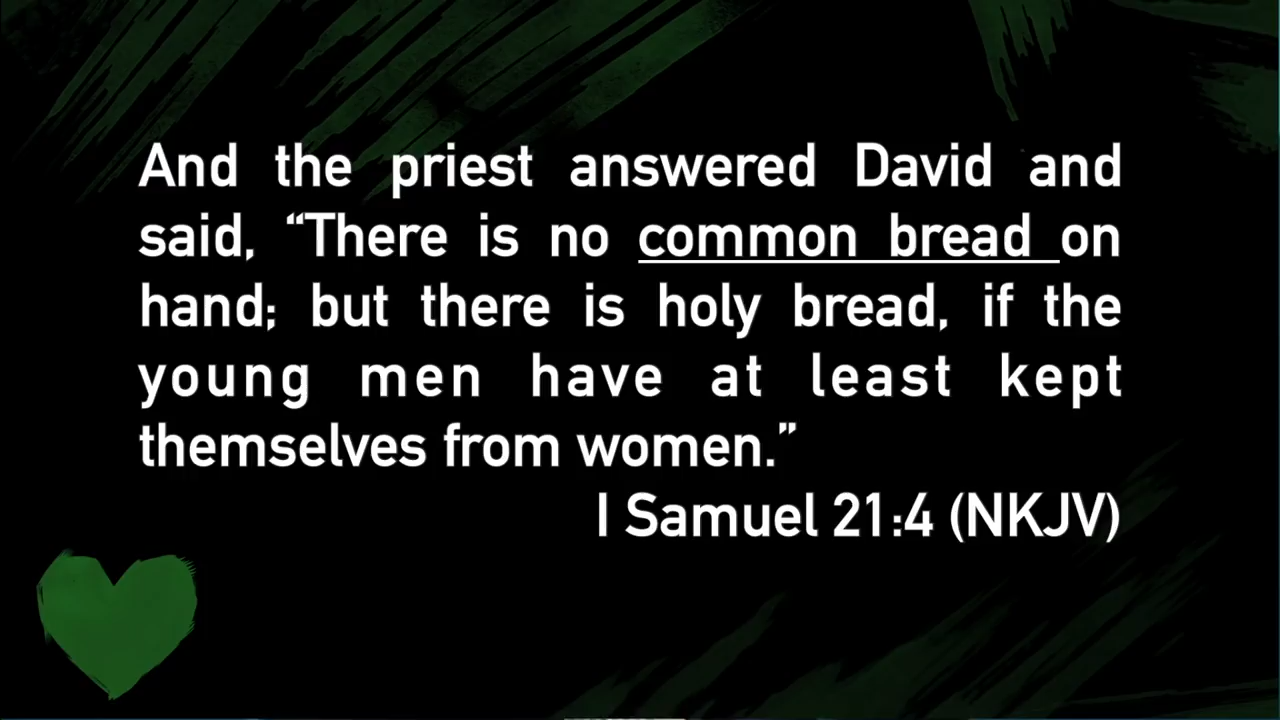 And the priest answered David and
said, “There is no common bread on
hand; but there is holy bread, if the
young men have at least kept
themselves from women.”
I Samuel 21:4 (NKJV)